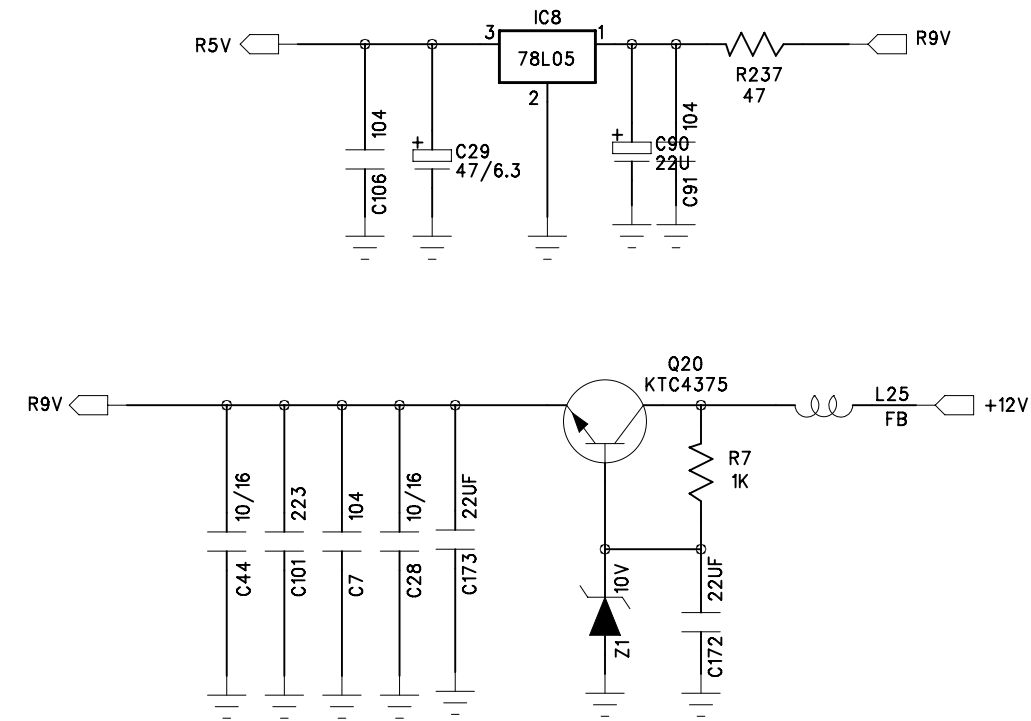 IC8
R5V
3
1
R9V
78L05
R237
47
2
104
C106
+
C29
47/6.3
+
C90
22U
104
C91
Q20
KTC4375
R9V
L25
FB
+12V
R7
1K
10/16
C44
223
C101
104
C7
10/16
C28
22UF
C173
10V
Z1
22UF
C172